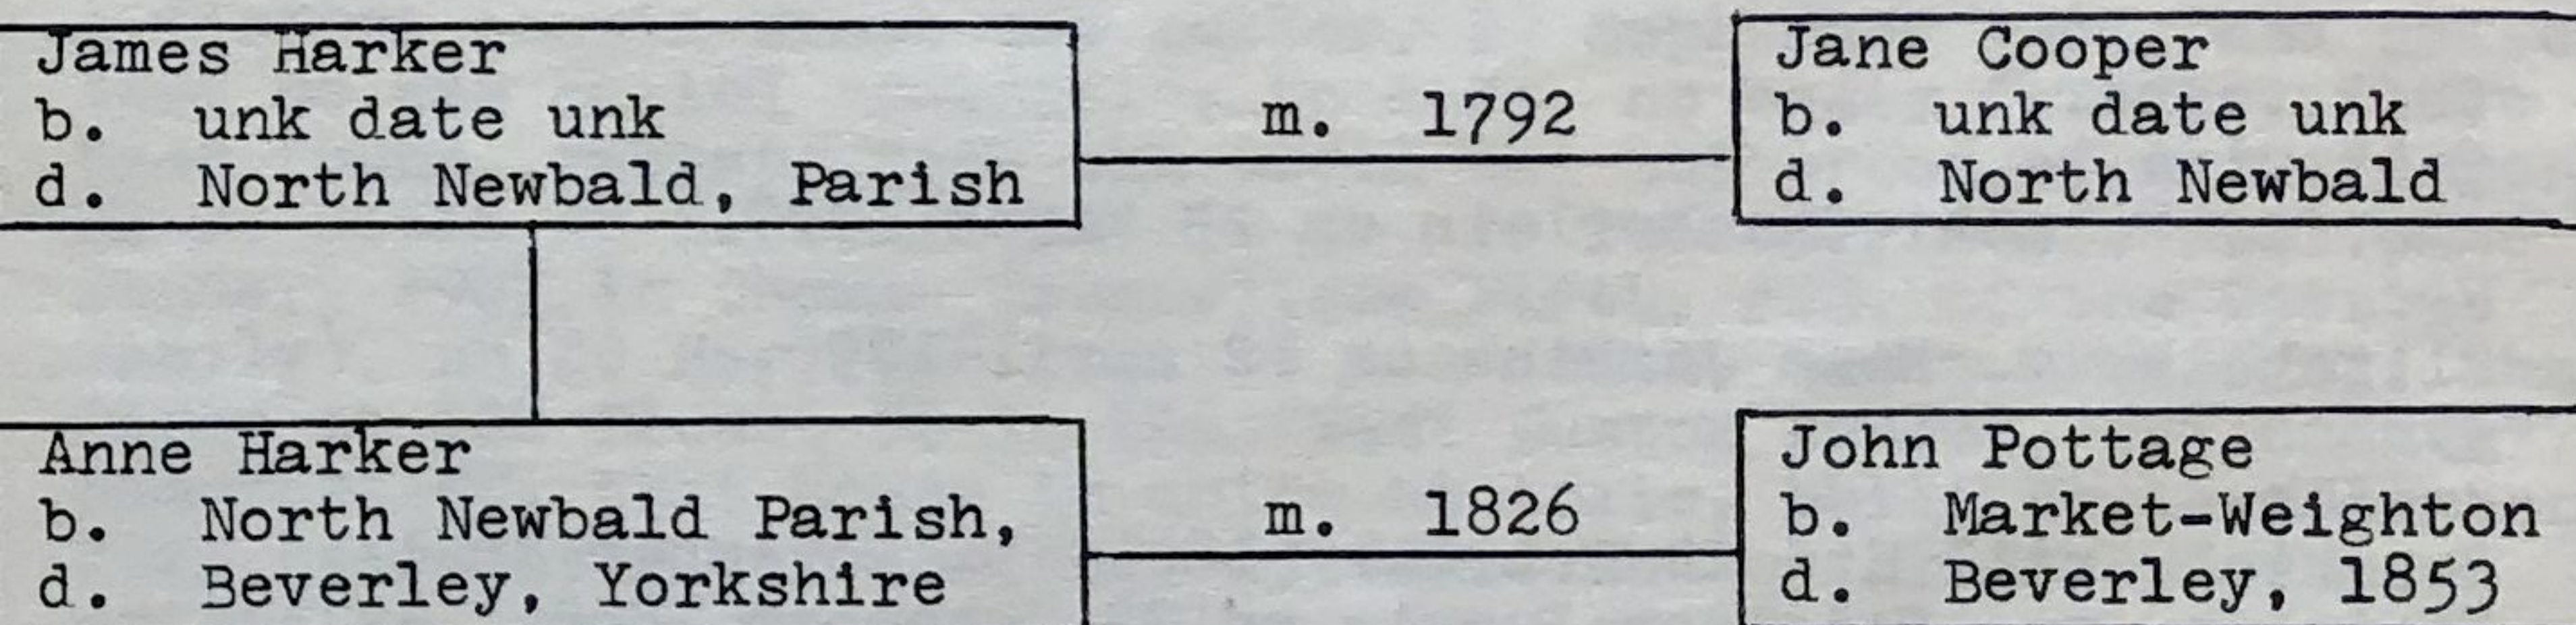 James Harker
b. unk date unk
d. North Newbald, Parish
m. 1792
Jane Cooper
b. unk date unk
d. North Newbald
Anne Harker
b. North Newbald Parish,
d. Beverley, Yorkshire
m. 1826
John Pottage
b. Market-Weighton
d. Beverley, 1853